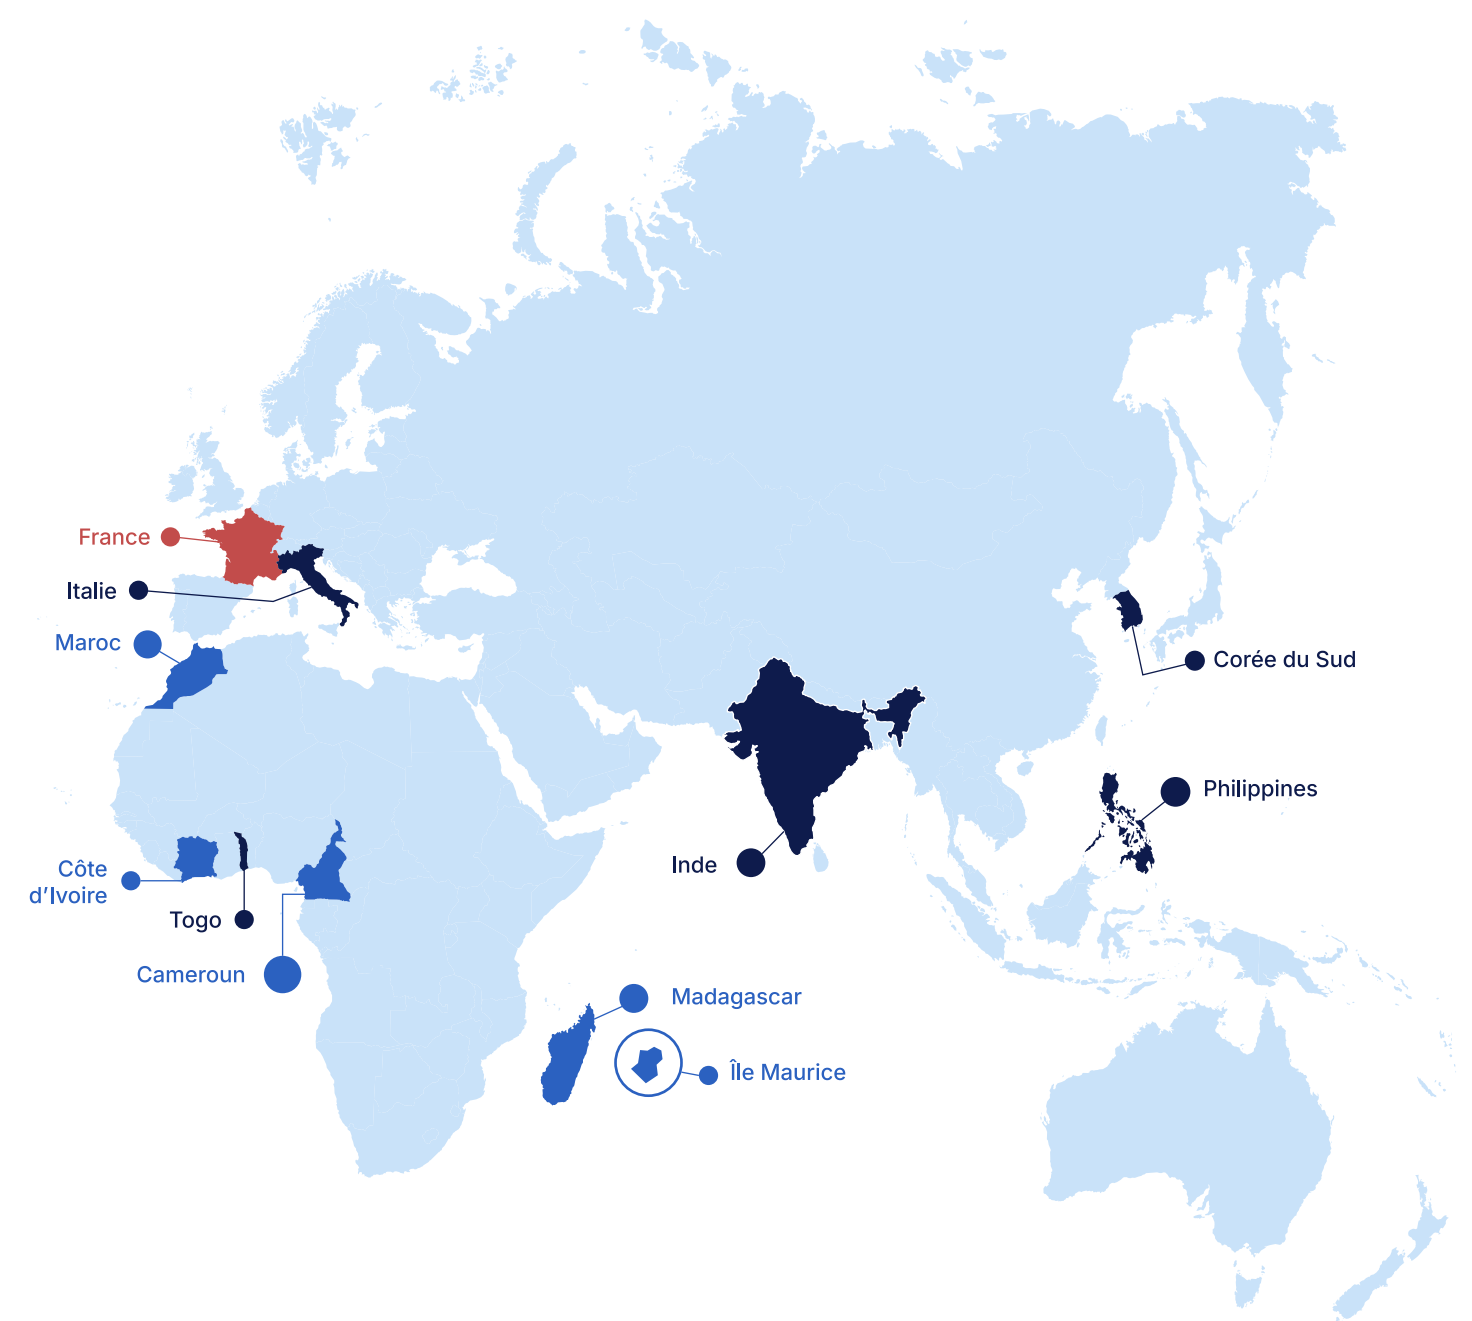 France
Italie
Maroc
Corée du Sud
Philippines
Inde
Côte
d’Ivoire
Togo
Cameroun
Madagascar
Île Maurice